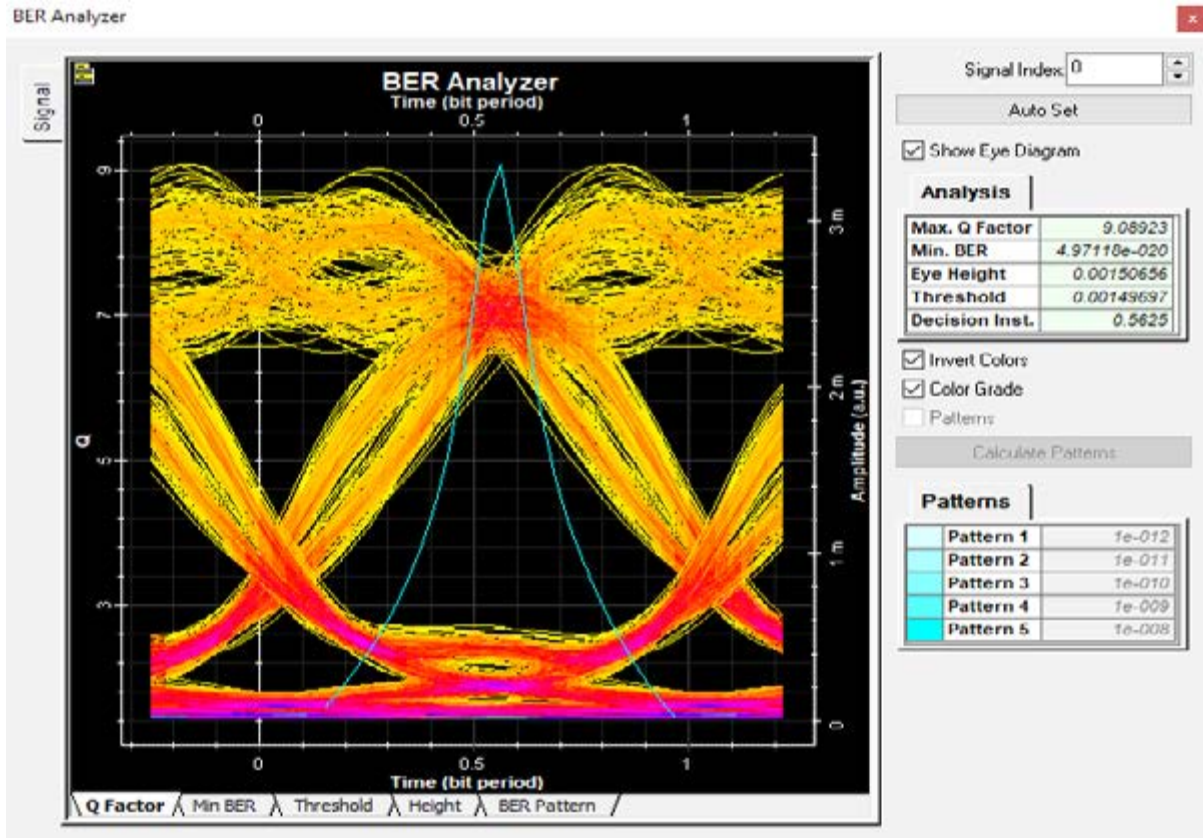 BER Analyzer
x
Signal
BER Analyzer
Time (bit period)
0 0.5 1
9
7
5
3
Q
3 m
2 m
1 m
0
Amplitude (a.u.)
0 0.5 1
Time (bit period)
Q Factor Min BER Threshold Height BER Pattern
Signal Index: 0
Auto Set
Show Eye Diagram
Analysis
Max. Q Factor 9.08923
Min. BER 4.97118e-020
Eye Height 0.00150656
Threshold 0.00149697
Decision Inst. 0.5625
Invert Colors
Color Grade
Patterns
Calculate Patterns
Patterns
Pattern 1 1e-012
Pattern 2 1e-011
Pattern 3 1e-010
Pattern 4 1e-009
Pattern 5 1e-008